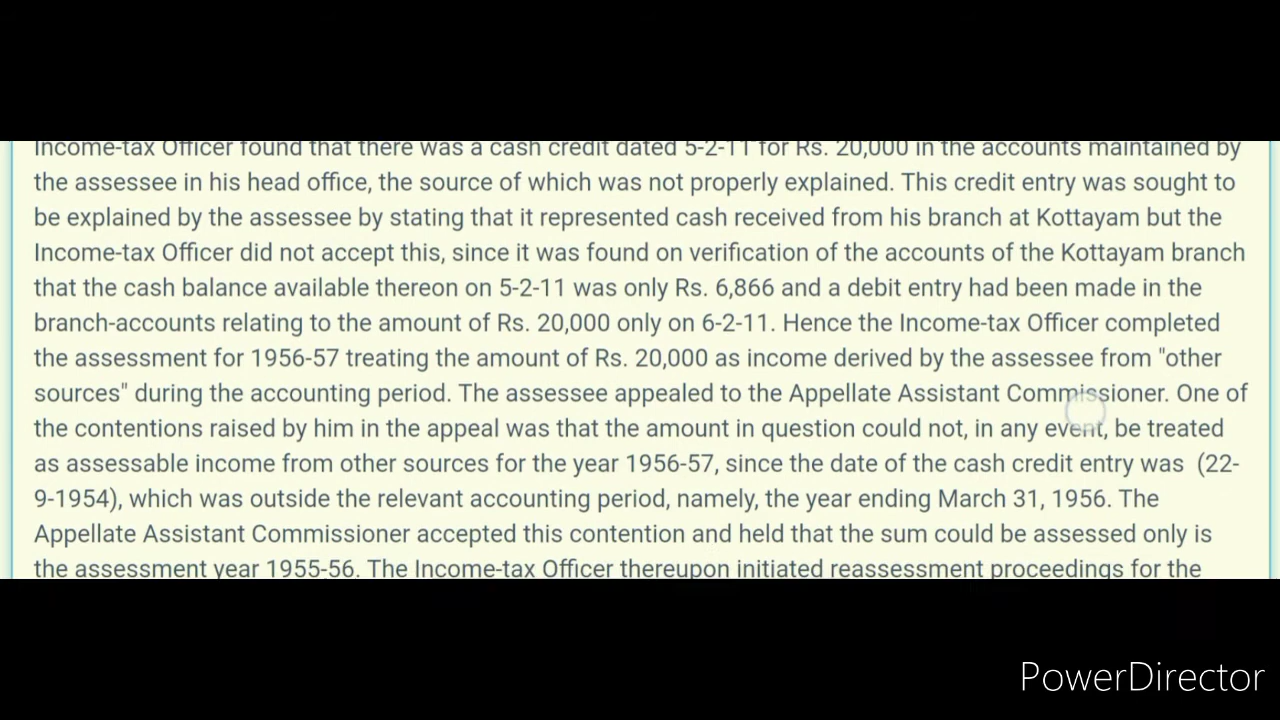 Income-tax Officer found that there was a cash credit dated 5-2-11 for Rs. 20,000 in the accounts maintained by
the assessee in his head office, the source of which was not properly explained. This credit entry was sought to
be explained by the assessee by stating that it represented cash received from his branch at Kottayam but the
Income-tax Officer did not accept this, since it was found on verification of the accounts of the Kottayam branch
that the cash balance available thereon on 5-2-11 was only Rs. 6,866 and a debit entry had been made in the
branch-accounts relating to the amount of Rs. 20,000 only on 6-2-11. Hence the Income-tax Officer completed
the assessment for 1956-57 treating the amount of Rs. 20,000 as income derived by the assessee from "other
sources" during the accounting period. The assessee appealed to the Appellate Assistant Commissioner. One of
the contentions raised by him in the appeal was that the amount in question could not, in any event, be treated
as assessable income from other sources for the year 1956-57, since the date of the cash credit entry was (22-
9-1954), which was outside the relevant accounting period, namely, the year ending March 31, 1956. The
Appellate Assistant Commissioner accepted this contention and held that the sum could be assessed only is
the assessment year 1955-56. The Income-tax Officer thereupon initiated reassessment proceedings for the
PowerDirector